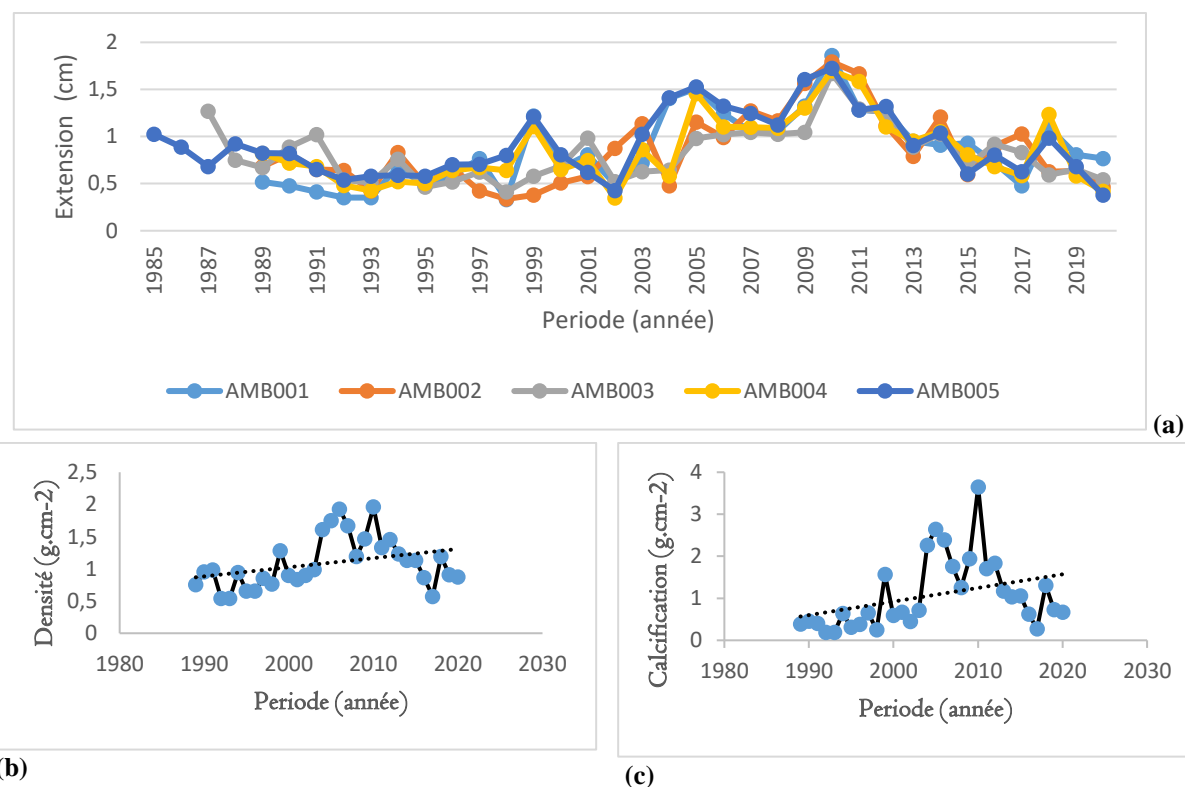 2
1,5
1
0,5
0
Extension (cm)
1985 1987 1989 1991 1993 1995 1997 1999 2001 2003 2005 2007 2009 2011 2013 2015 2017 2019
Periode (année)
AMB001 AMB002 AMB003 AMB004 AMB005
(a)
2,5
2
1,5
1
0,5
0
Densité (g.cm-2)
1980 1990 2000 2010 2020 2030
Periode (année)
(b)
4
3
2
1
0
Calcification (g.cm-2)
1980 1990 2000 2010 2020 2030
Periode (année)
(c)